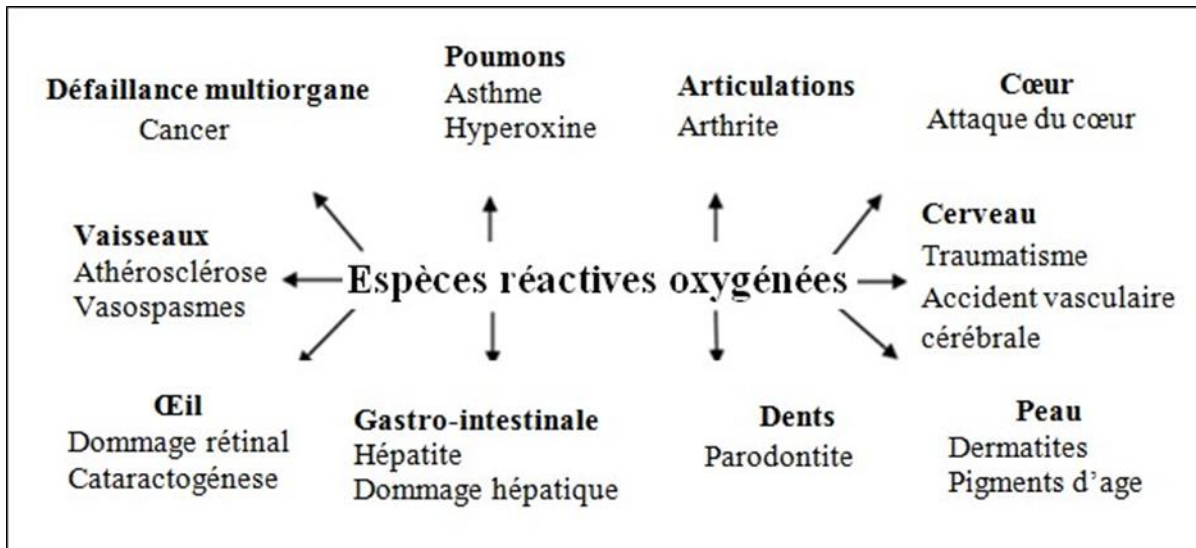 Défaillance multiorgane
Cancer
Poumons
Asthme
Hyperoxine
Articulations
Arthrite
Cœur
Attaque du cœur
Vaisseaux
Athérosclérose
Vasospasmes
Espèces réactives oxygénées
Cerveau
Traumatisme
Accident vasculaire
cérébrale
Œil
Dommage rétinal
Cataractogénese
Gastro-intestinale
Hépatite
Dommage hépatique
Dents
Parodontite
Peau
Dermatites
Pigments d’age